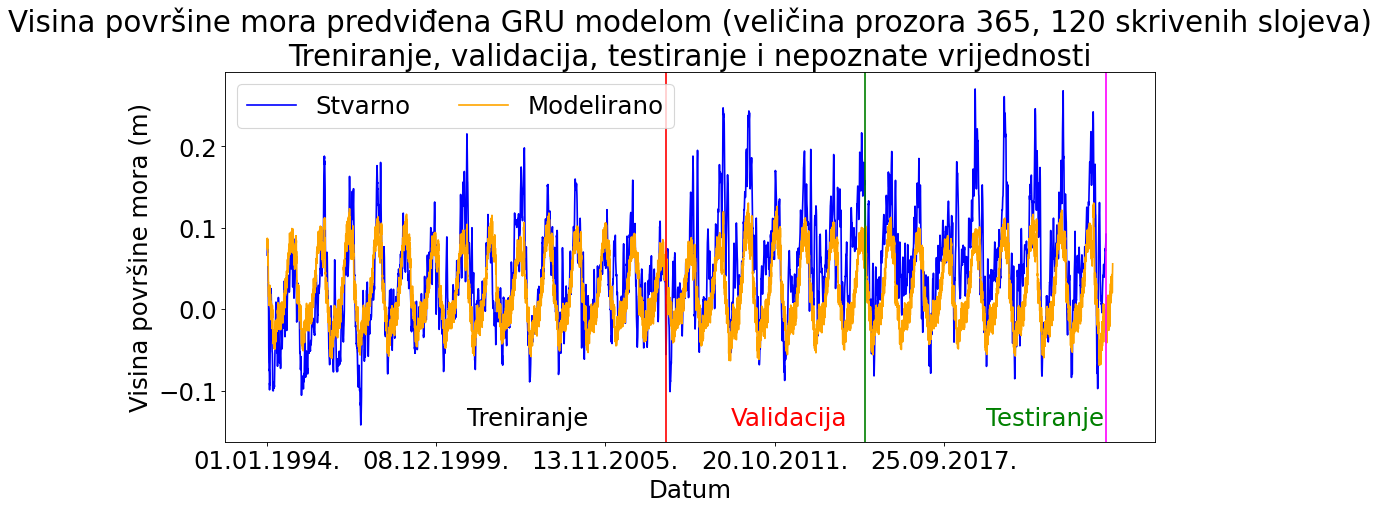 Visina površine mora predviđena GRU modelom (veličina prozora 365, 120 skrivenih slojeva)
Treniranje, validacija, testiranje i nepoznate vrijednosti
Stvarno Modelirano
Visina površine mora (m)
0.2
0.1
0.0
−0.1
Treniranje Validacija Testiranje
01.01.1994. 08.12.1999. 13.11.2005. 20.10.2011. 25.09.2017.
Datum